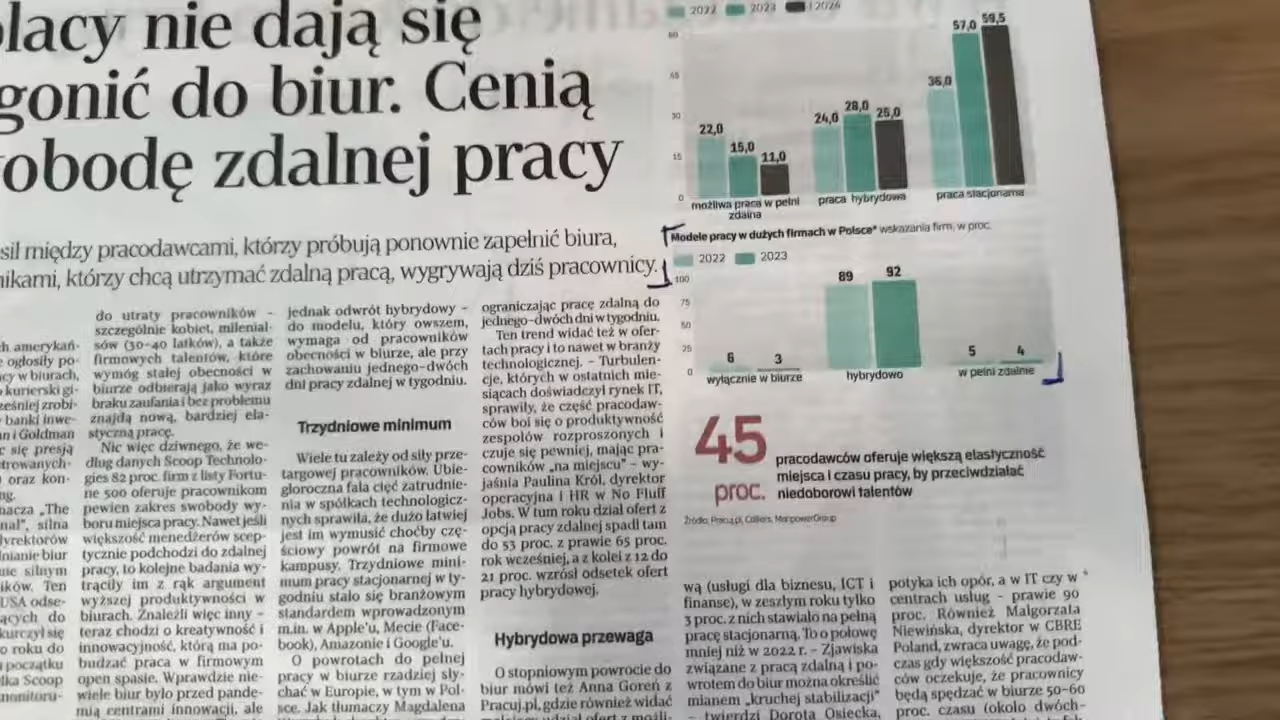 olacy nie dają się
gonić do biur. Cenią
obodę zdalnej pracy
sił między pracodawcami, którzy próbują ponownie zapełnić biura,
nikami, którzy chcą utrzymać zdalną pracą, wygrywają dziś pracownicy.
do utraty pracowników –
szczególnie kobiet, milenial-
sów (30-40 latków), a także
firmowych talentów, które
wymóg stałej obecności w
biurze odbierają jako wyraz
braku zaufania i bez problemu
znajdą nową, bardziej ela-
styczną pracę.
Nic więc dziwnego, że we-
dług danych Scoop Technolo-
gies 82 proc. firm z listy Fortu-
ne 500 oferuje pracownikom
pewien zakres swobody wy-
boru miejsca pracy. Nawet jeśli
większość menedżerów scep-
tycznie podchodzi do zdalnej
pracy, to kolejne badania wy-
trąciły im z rąk argument
wyższej produktywności w
biurach. Znaleźli więc inny –
teraz chodzi o kreatywność i
innowacyjność, którą ma po-
budzać praca w firmowym
open spasie. Wprawdzie nie-
wiele biur było przed pande-
mią centrami innowacji, ale
jednak odwrót hybrydowy –
do modelu, który owszem,
wymaga od pracowników
obecności w biurze, ale przy
zachowaniu jednego-dwóch
dni pracy zdalnej w tygodniu.
Trzydniowe minimum
Wiele tu zależy od siły prze-
targowej pracowników. Ubie-
głoroczna fala cięć zatrudnie-
nia w spółkach technologicz-
nych sprawiła, że dużo łatwiej
jest im wymusić choćby czę-
ściowy powrót na firmowe
kampusy. Trzydniowe mini-
mum pracy stacjonarnej w ty-
godniu stało się branżowym
standardem wprowadzonym
m.in. w Apple'u, Mecie (Face-
book), Amazonie i Google'u.
O powrotach do pełnej
pracy w biurze rzadziej sły-
chać w Europie, w tym w Pol-
sce. Jak tłumaczy Magdalena
ograniczając pracę zdalną do
jednego-dwóch dni w tygodniu.
Ten trend widać też w ofer-
tach pracy i to nawet w branży
technologicznej. – Turbulen-
cje, których w ostatnich mie-
siącach doświadczył rynek IT,
sprawiły, że część pracodaw-
ców boi się o produktywność
zespołów rozproszonych i
czuje się pewniej, mając pra-
cowników „na miejscu” – wy-
jaśnia Paulina Król, dyrektor
operacyjna i HR w No Fluff
Jobs. W tym roku dział ofert z
opcją pracy zdalnej spadł tam
do 53 proc. z prawie 65 proc.
rok wcześniej, a z kolei z 12 do
21 proc. wzrósł odsetek ofert
pracy hybrydowej.
Hybrydowa przewaga
O stopniowym powrocie do
biur mówi też Anna Goreń z
Pracuj.pl, gdzie również widać
2022 2023 I 2024
60
45
30
15
0
22,0 15,0 11,0
24,0 28,0 25,0
36,0 57,0 59,5
możliwa praca w pełni zdalna
praca hybrydowa
praca stacjonarna
Modele pracy w dużych firmach w Polsce* wskazania firm, w proc.
2022 2023
100
75
50
25
0
6 3
89 92
5 4
wyłącznie w biurze
hybrydowo
w pełni zdalnie
45 proc.
pracodawców oferuje większą elastyczność
miejsca i czasu pracy, by przeciwdziałać
niedoborowi talentów
Źródło: Pracuj.pl, Colliers, ManpowerGroup
wą (usługi dla biznesu, ICT i
finanse), w zeszłym roku tylko
3 proc. z nich stawiało na pełną
pracę stacjonarną. To o połowę
mniej niż w 2022 r. – Zjawiska
związane z pracą zdalną i po-
wrotem do biur można określić
mianem „kruchej stabilizacji”
– twierdzi Dorota Osiecka,
potyka ich opór, a w IT czy w
centrach usług – prawie 90
proc. Również Małgorzata
Niewińska, dyrektor w CBRE
Poland, zwraca uwagę, że pod-
czas gdy większość pracodaw-
ców oczekuje, że pracownicy
będą spędzać w biurze 50-60
proc. czasu (około dwóch-